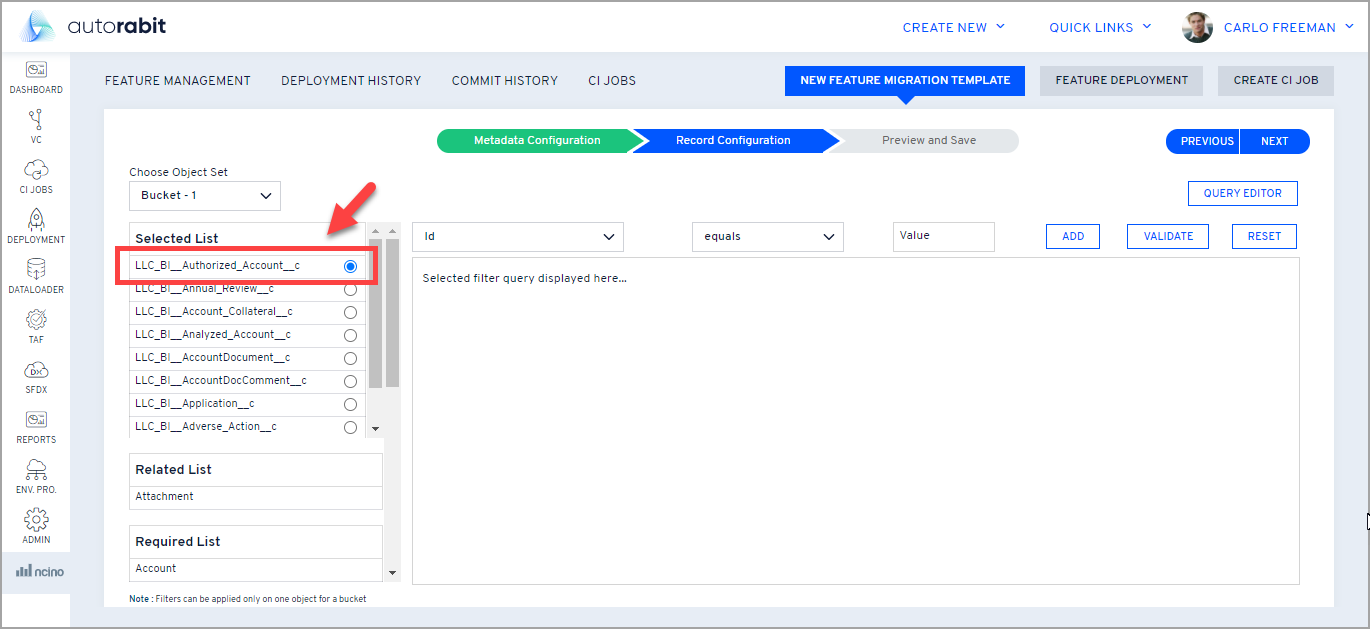 autorabit
CREATE NEW
QUICK LINKS
CARLO FREEMAN
DASHBOARD
VC
CI JOBS
DEPLOYMENT
DATALOADER
TAF
DX
SFDX
REPORTS
ENV. PRO.
ADMIN
ncino
FEATURE MANAGEMENT
DEPLOYMENT HISTORY
COMMIT HISTORY
CI JOBS
NEW FEATURE MIGRATION TEMPLATE
FEATURE DEPLOYMENT
CREATE CI JOB
Metadata Configuration
Record Configuration
Preview and Save
PREVIOUS
NEXT
Choose Object Set
Bucket - 1
QUERY EDITOR
Selected List
LLC_BI__Authorized_Account__c
LLC_BI__Annual_Review__c
LLC_BI__Account_Collateral__c
LLC_BI__Analyzed_Account__c
LLC_BI__AccountDocument__c
LLC_BI__AccountDocComment__c
LLC_BI__Application__c
LLC_BI__Adverse_Action__c
Id
equals
Value
ADD
VALIDATE
RESET
Selected filter query displayed here...
Related List
Attachment
Required List
Account
Note : Filters can be applied only on one object for a bucket